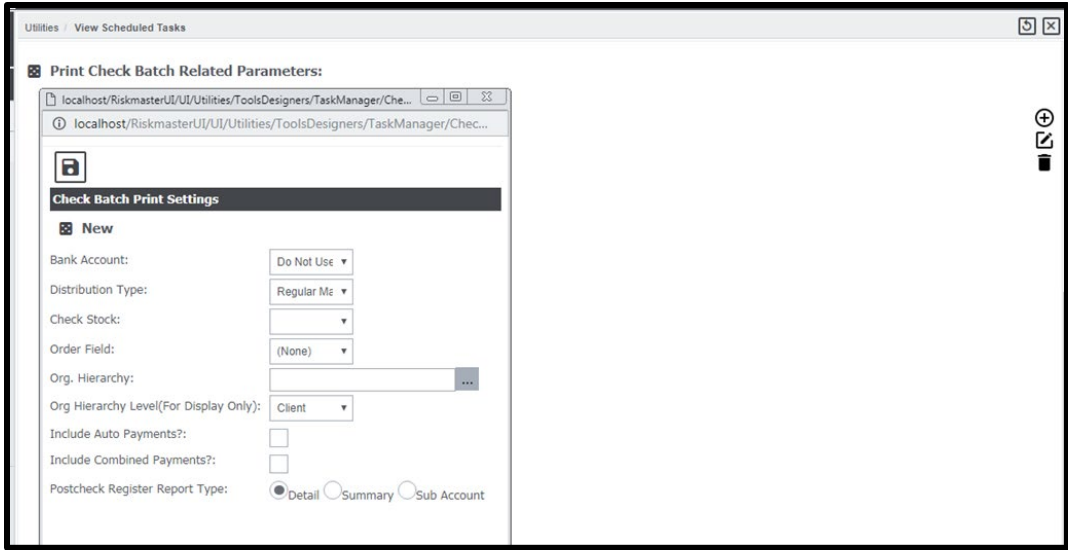 Utilities / View Scheduled Tasks
Print Check Batch Related Parameters:
localhost/RiskmasterUI/UI/Utilities/ToolsDesigners/TaskManager/Che...
localhost/RiskmasterUI/UI/Utilities/ToolsDesigners/TaskManager/Chec...
Check Batch Print Settings
New
Bank Account: Do Not Use
Distribution Type: Regular Ma
Check Stock:
Order Field: (None)
Org. Hierarchy: ...
Org Hierarchy Level(For Display Only): Client
Include Auto Payments?:
Include Combined Payments?:
Postcheck Register Report Type: Detail Summary Sub Account